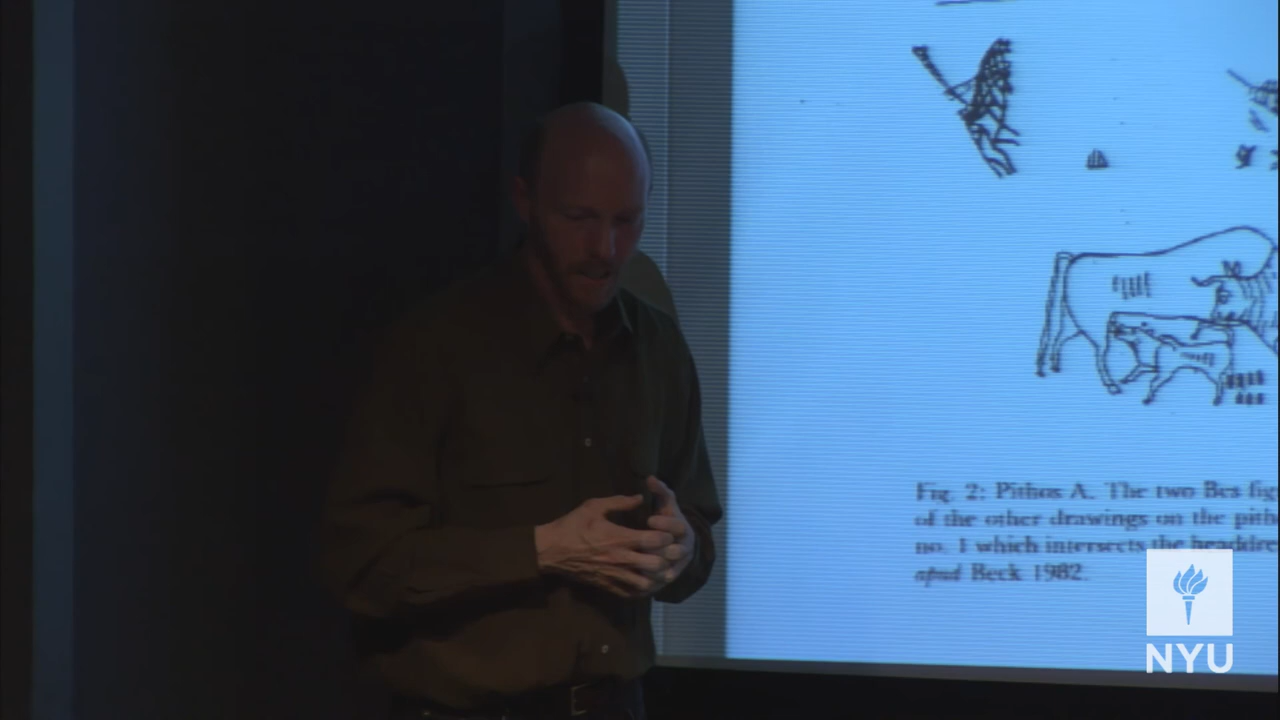 Fig. 2: Pithos A. The two Bes fig
of the other drawings on the pith
no. 1 which intersects the headdre
apud Beck 1982.
NYU